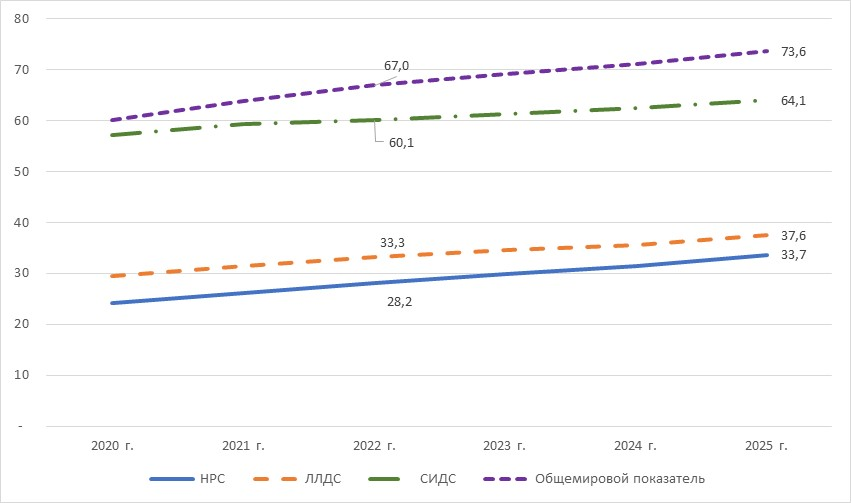 80
70
60
50
40
30
20
10
-
67,0
73,6
60,1
64,1
33,3
37,6
28,2
33,7
2020 г.
2021 г.
2022 г.
2023 г.
2024 г.
2025 г.
НРС
ЛЛДС
СИДС
Общемировой показатель